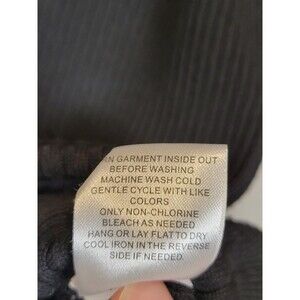 GARMENT INSIDE OUT
BEFORE WASHING
MACHINE WASH COLD
GENTLE CYCLE WITH LIKE
COLORS
ONLY NON-CHLORINE
BLEACH AS NEEDED
HANG OR LAY FLAT TO DRY
COOL IRON IN THE REVERSE
SIDE IF NEEDED